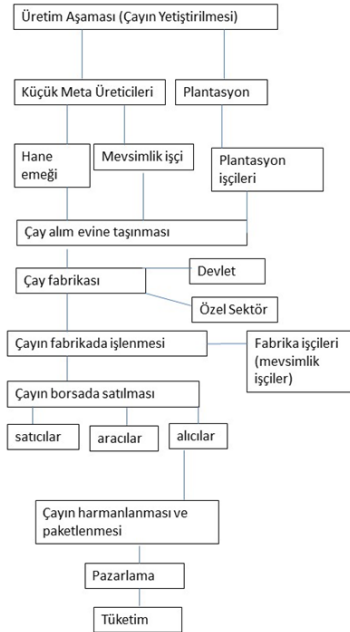 Üretim Aşaması (Çayın Yetiştirilmesi)
Küçük Meta Üreticileri
Plantasyon
Hane
emeği
Mevsimlik işçi
Plantasyon
işçileri
Çay alım evine taşınması
Çay fabrikası
Devlet
Özel Sektör
Çayın fabrikada işlenmesi
Fabrika işçileri
(mevsimlik
işçiler)
Çayın borsada satılması
satıcılar
aracılar
alıcılar
Çayın harmanlanması ve
paketlenmesi
Pazarlama
Tüketim